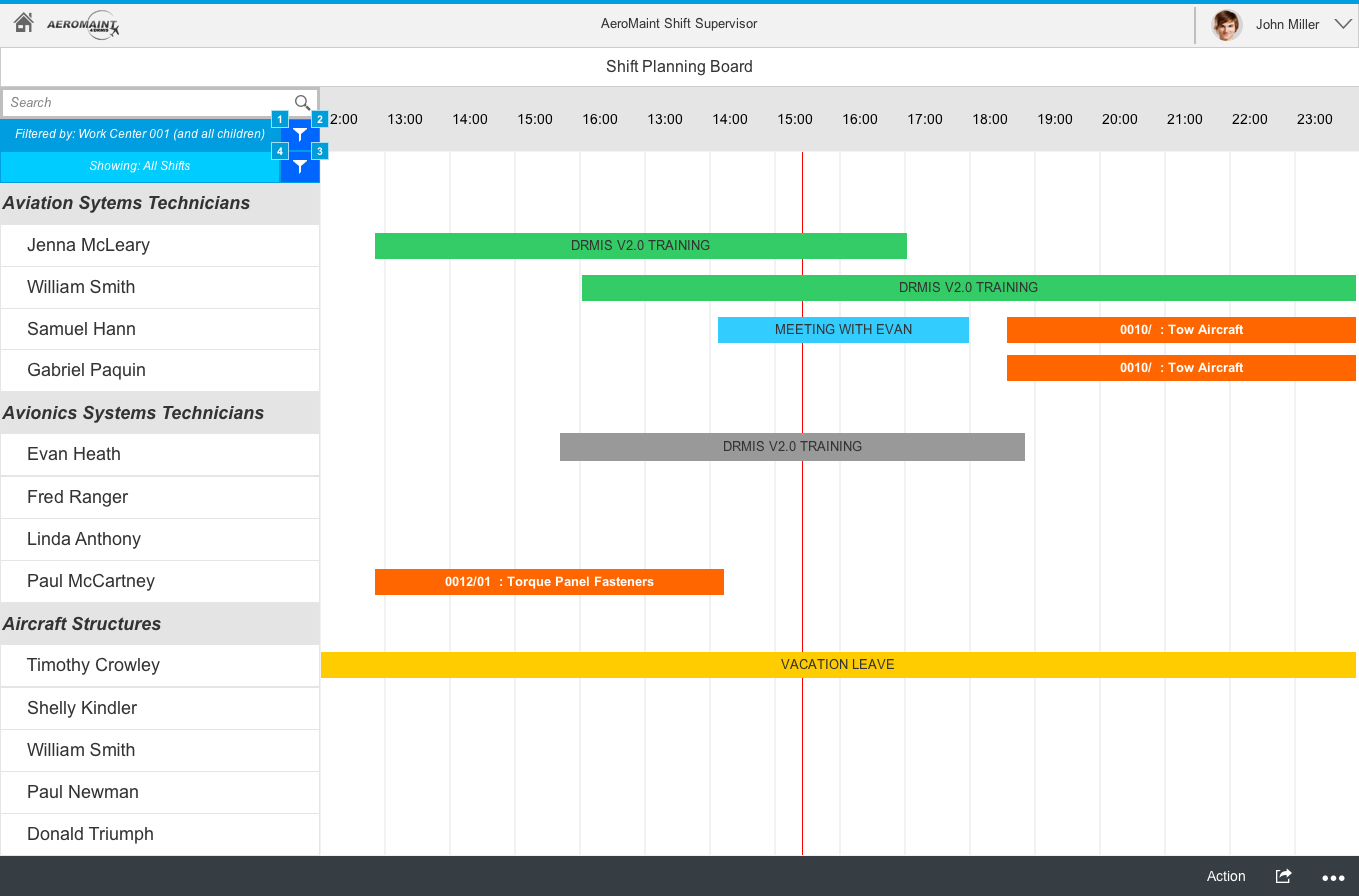 AEROMAINT
AeroMaint Shift Supervisor
John Miller
Shift Planning Board
Search
1 2
Filtered by: Work Center 001 (and all children)
4 3
Showing: All Shifts
2:00 13:00 14:00 15:00 16:00 13:00 14:00 15:00 16:00 17:00 18:00 19:00 20:00 21:00 22:00 23:00
Aviation Sytems Technicians
Jenna McLeary DRMIS V2.0 TRAINING
William Smith DRMIS V2.0 TRAINING
Samuel Hann MEETING WITH EVAN 0010/ : Tow Aircraft
Gabriel Paquin 0010/ : Tow Aircraft
Avionics Systems Technicians
Evan Heath DRMIS V2.0 TRAINING
Fred Ranger
Linda Anthony
Paul McCartney 0012/01 : Torque Panel Fasteners
Aircraft Structures
Timothy Crowley VACATION LEAVE
Shelly Kindler
William Smith
Paul Newman
Donald Triumph
Action